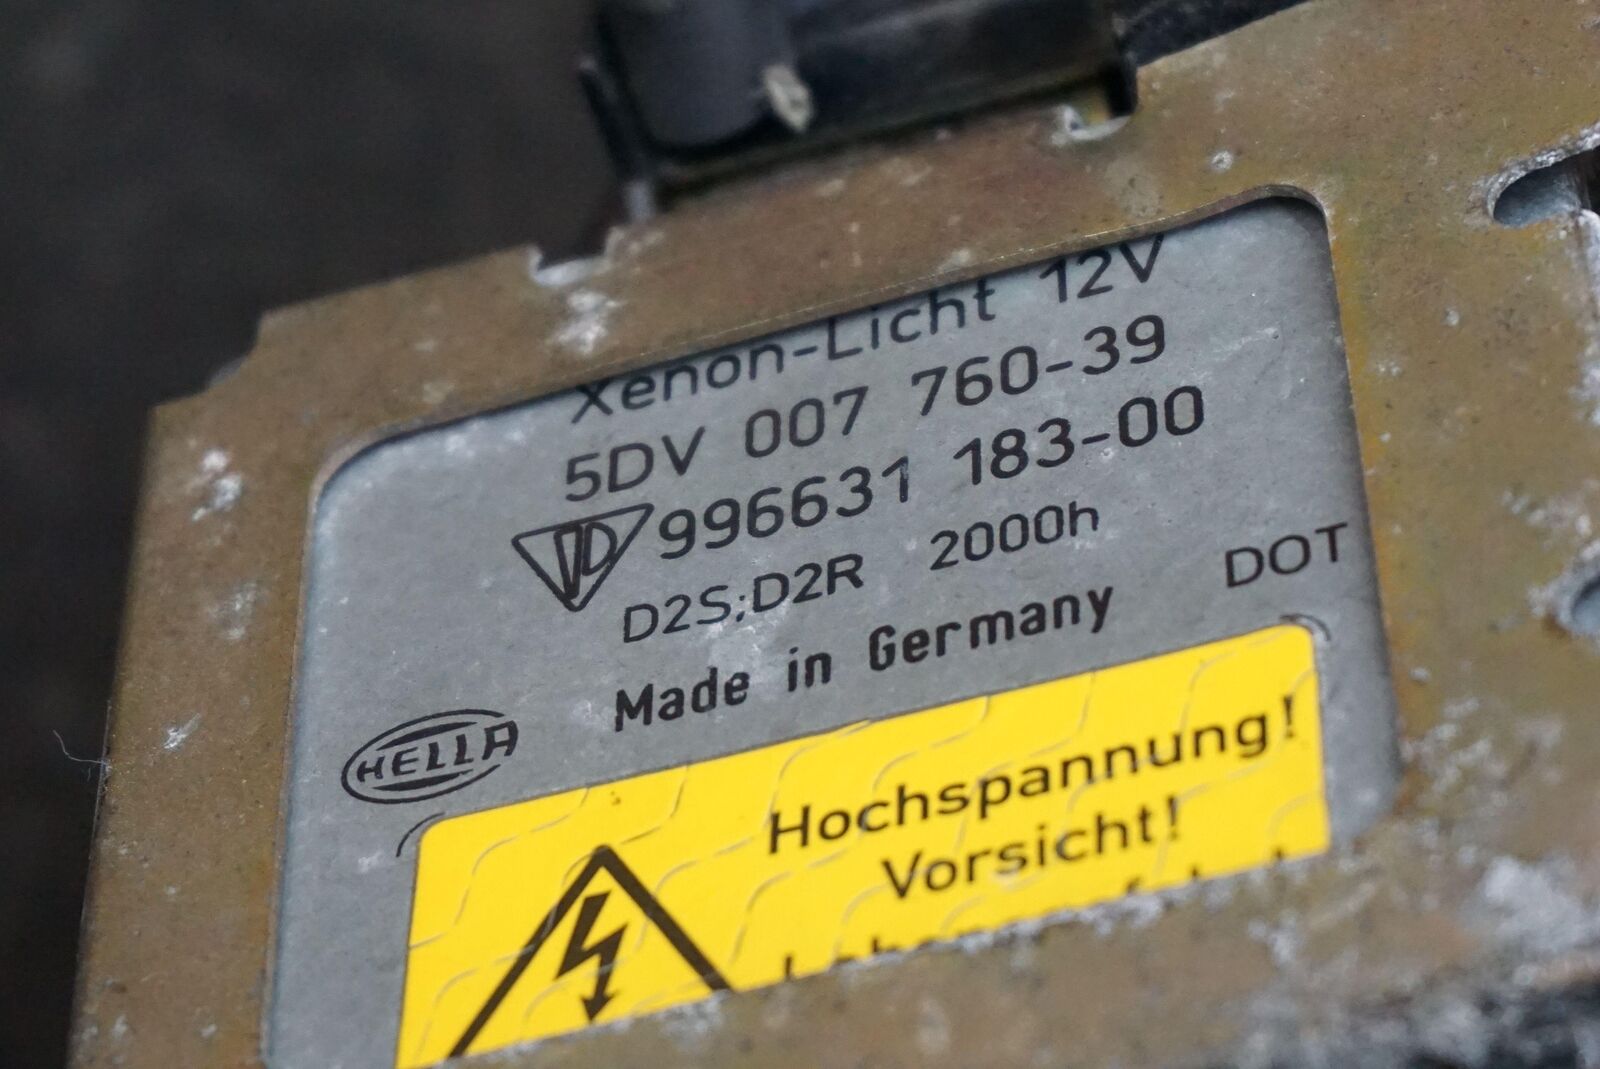 Xenon-Licht 12V
5DV 007 760-39
996631 183-00
D2S;D2R 2000h
DOT
Made in Germany
HELLA
Hochspannung!
Vorsicht!